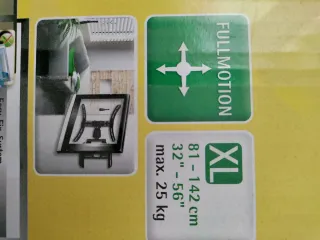 FULLMOTION
XL
81 - 142 cm
32" - 56"
max. 25 kg